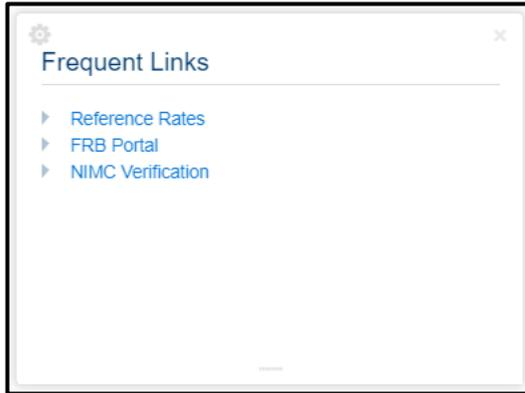 Frequent Links
Reference Rates
FRB Portal
NIMC Verification